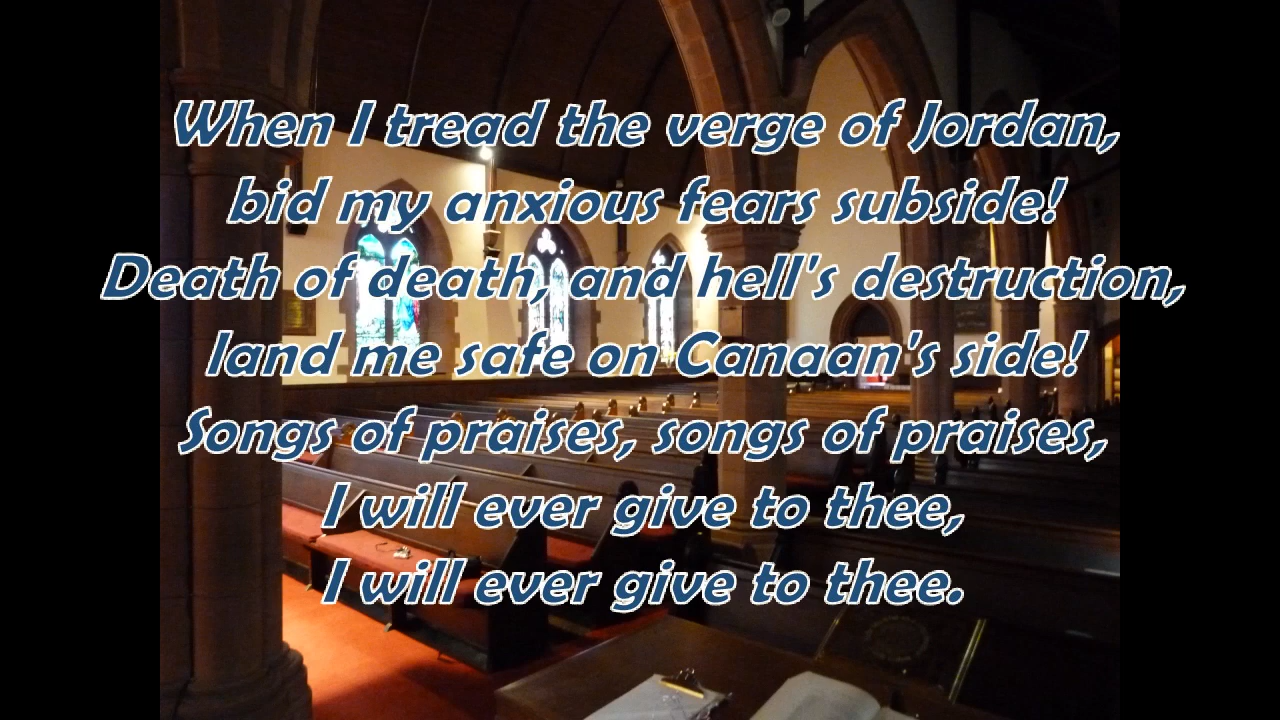 When I tread the verge of Jordan,
bid my anxious fears subside!
Death of death, and hell's destruction,
land me safe on Canaan's side!
Songs of praises, songs of praises,
I will ever give to thee,
I will ever give to thee.